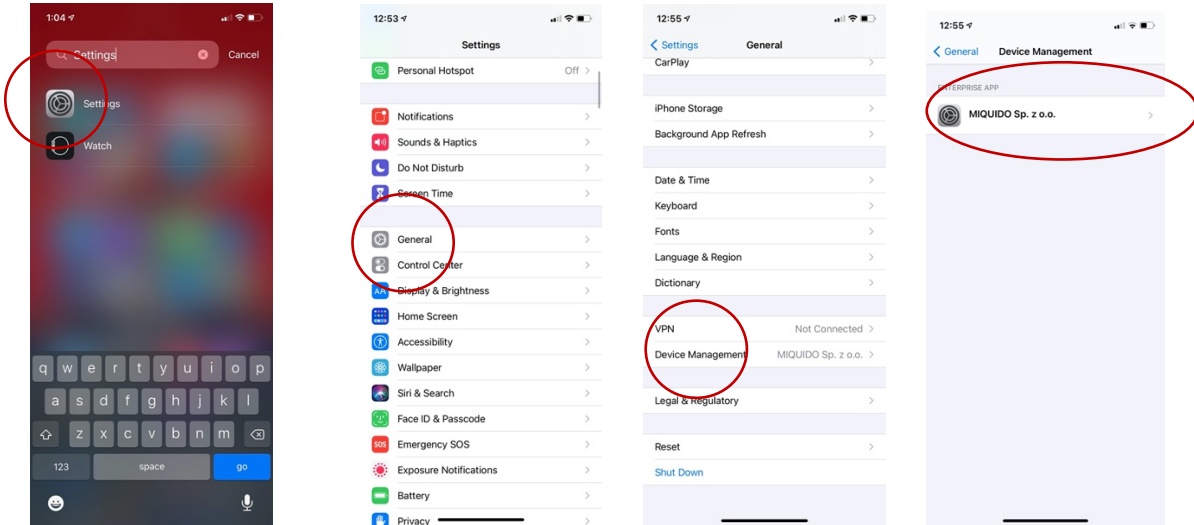 1:04
Settings
Cancel
Settings
Watch
q w e r t y u i o p
a s d f g h j k l
z x c v b n m
123 space go
12:53
Settings
Personal Hotspot Off
Notifications
Sounds & Haptics
Do Not Disturb
Screen Time
General
Control Center
AA Display & Brightness
Home Screen
Accessibility
Wallpaper
Siri & Search
Face ID & Passcode
SOS Emergency SOS
Exposure Notifications
Battery
Privacy
12:55
Settings General
CarPlay
iPhone Storage
Background App Refresh
Date & Time
Keyboard
Fonts
Language & Region
Dictionary
VPN Not Connected
Device Management MIQUIDO Sp. z o.o.
Legal & Regulatory
Reset
Shut Down
12:55
General Device Management
ENTERPRISE APP
MIQUIDO Sp. z o.o.